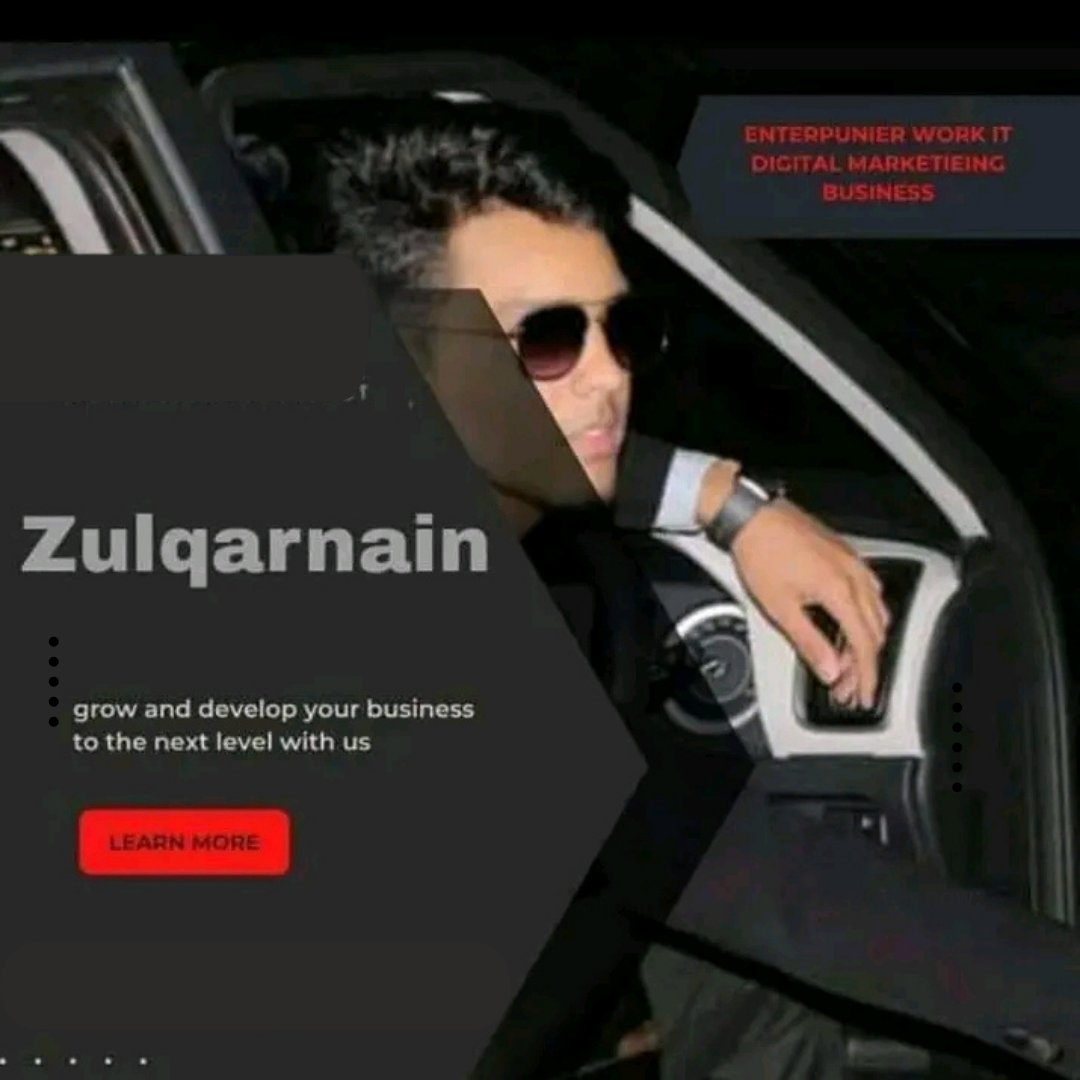 ENTERPUNIER WORK IT
DIGITAL MARKETIEING
BUSINESS
Zulqarnain
grow and develop your business
to the next level with us
LEARN MORE